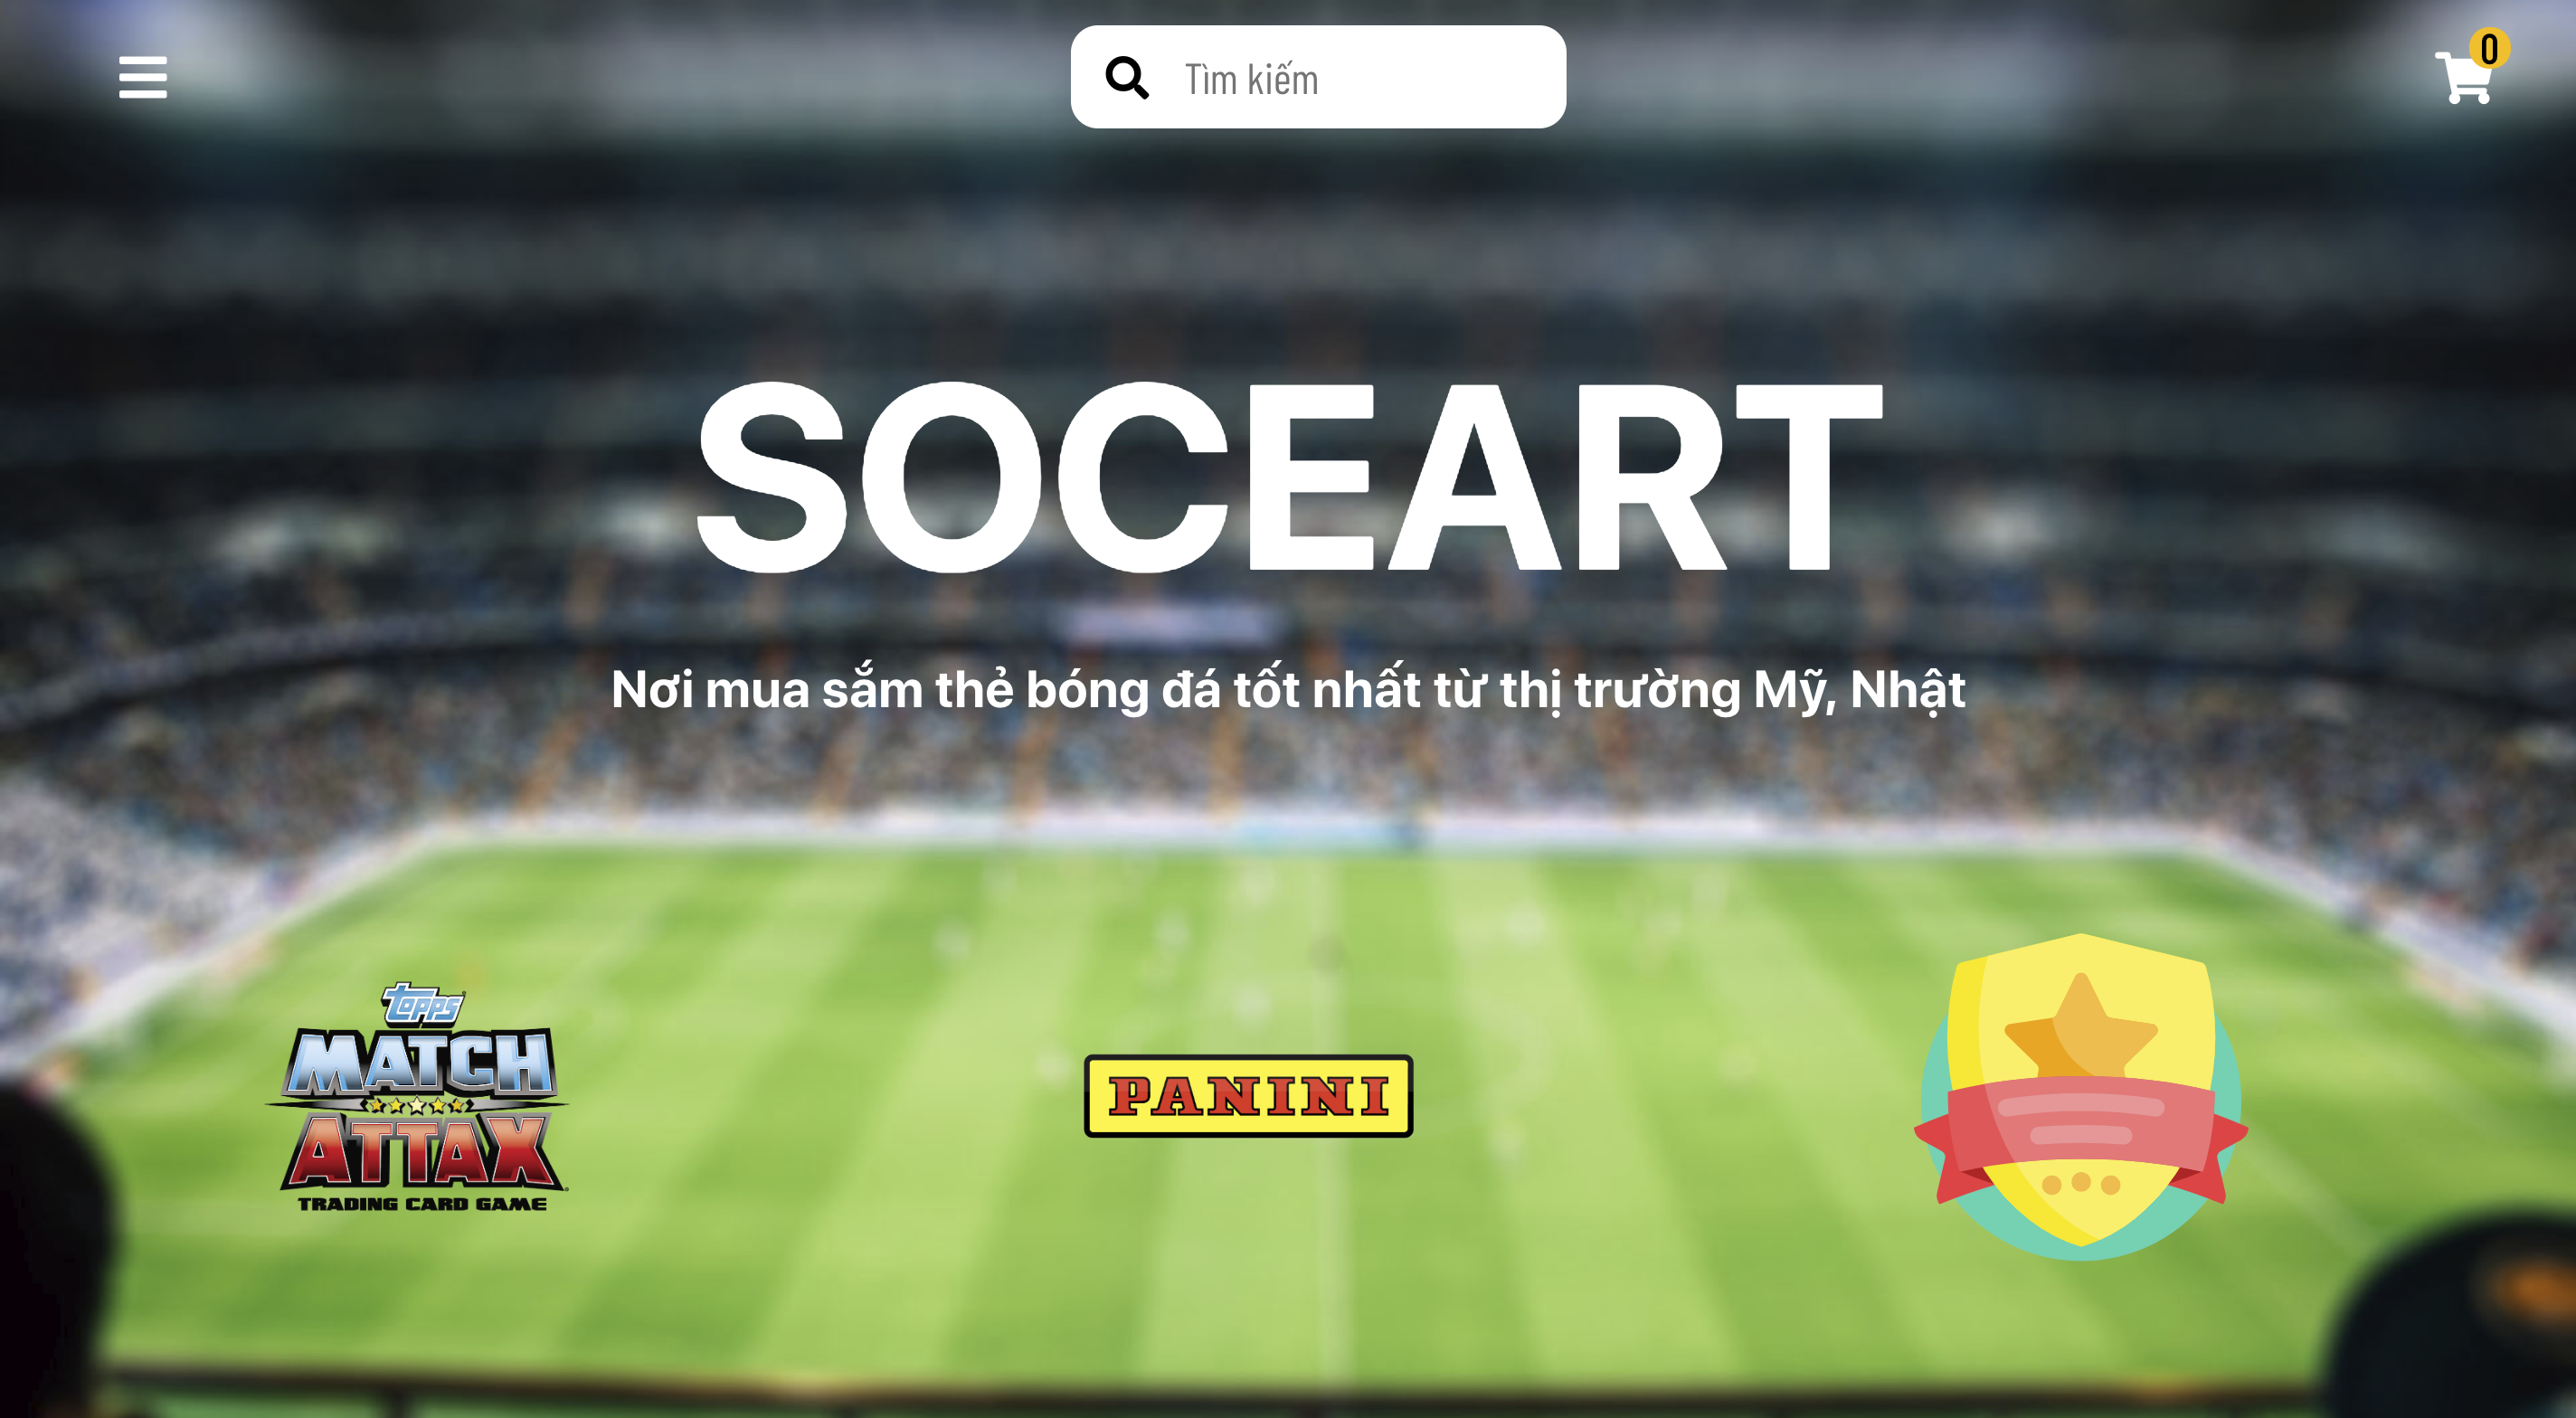 Tìm kiếm
0
SOCEART
Nơi mua sắm thẻ bóng đá tốt nhất từ thị trường Mỹ, Nhật
topps
MATCH
ATTAX
TRADING CARD GAME
PANINI